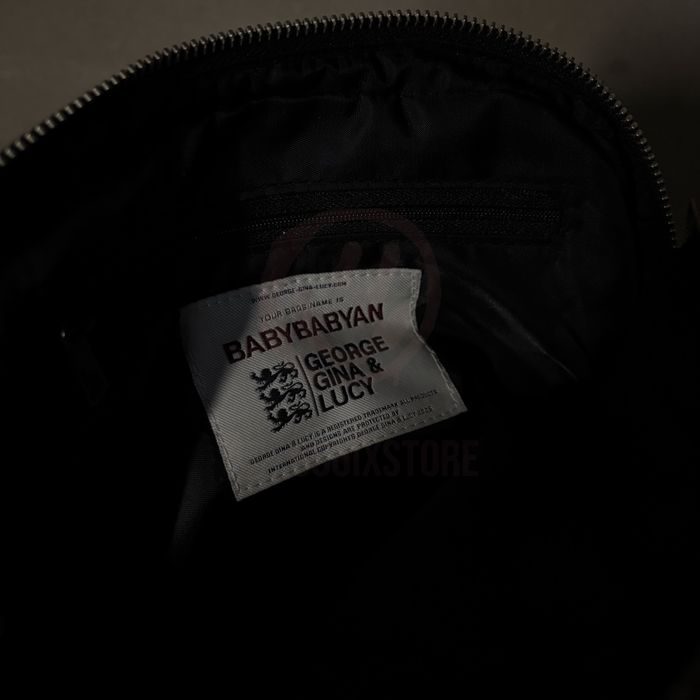 WWW.GEORGE-GINA-LUCY.COM
YOUR BAGS NAME IS
BABYBABYAN
GEORGE
GINA &
LUCY
GEORGE GINA & LUCY IS A REGISTERED TRADEMARK ALL PRODUCTS
AND DESIGNS ARE PROTECTED BY
INTERNATIONAL COPYRIGHTS GEORGE GINA & LUCY